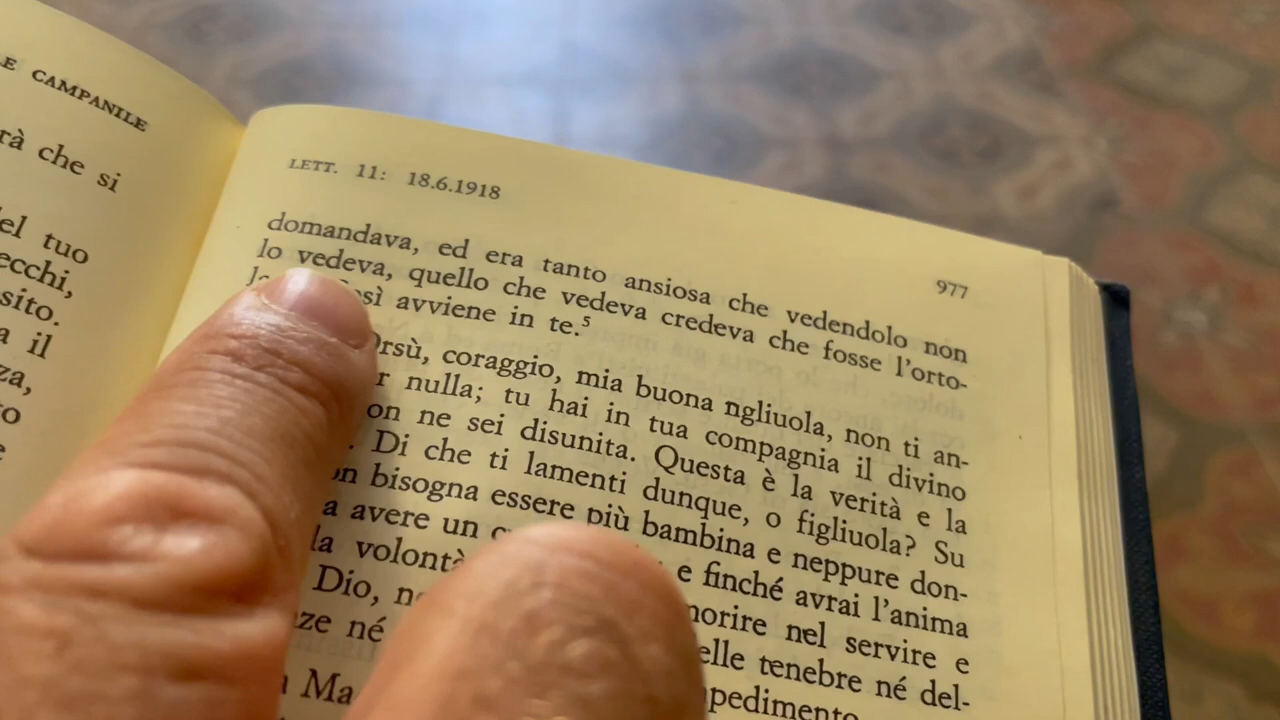 LE CAMPANILE
rà che si
del tuo
ecchi,
sito.
a il
za,
to
e
LETT. 11: 18.6.1918
977
domandava, ed era tanto ansiosa che vedendolo non
lo vedeva, quello che vedeva credeva che fosse l'orto-
avviene in te.5
Orsù, coraggio, mia buona ngliuola, non ti an-
r nulla; tu hai in tua compagnia il divino
on ne sei disunita. Questa è la verità e la
. Di che ti lamenti dunque, o figliuola? Su
on bisogna essere più bambina e neppure don-
a avere un
la volontà e finché avrai l'anima
Dio, morire nel servire e
ze né elle tenebre né del-
Ma pedimento